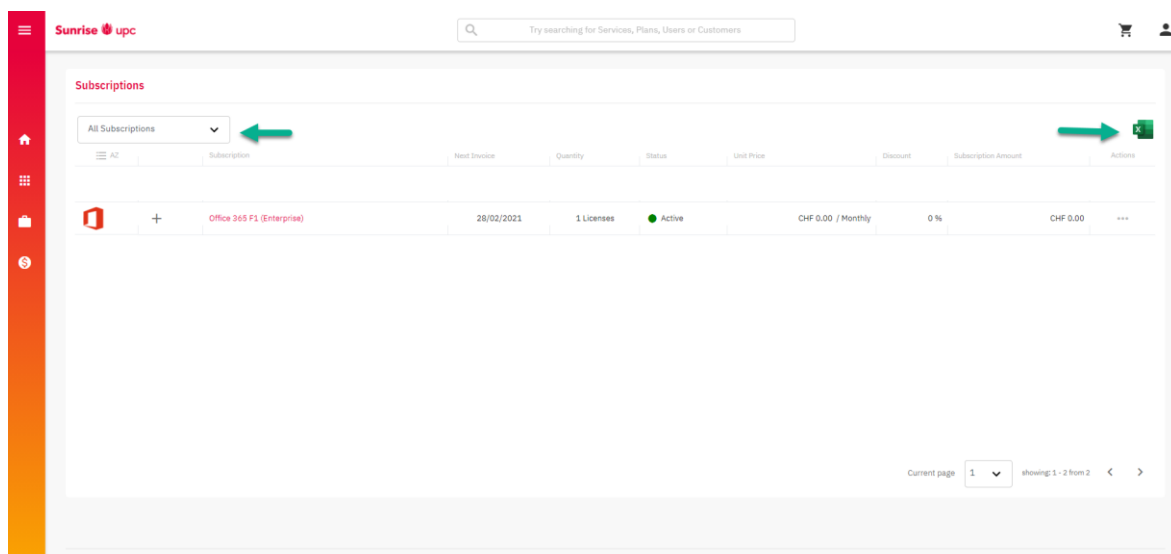 Sunrise upc
Try searching for Services, Plans, Users or Customers
Subscriptions
All Subscriptions
AZ Subscription Next Invoice Quantity Status Unit Price Discount Subscription Amount Actions
Office 365 F1 (Enterprise) 28/02/2021 1 Licenses Active CHF 0.00 / Monthly 0 % CHF 0.00
Current page 1 showing: 1 - 2 from 2